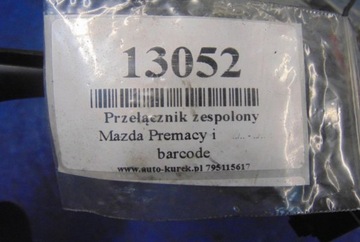 13052
Przełącznik zespolony
Mazda Premacy i
barcode
www.auto-kurek.pl 795115617